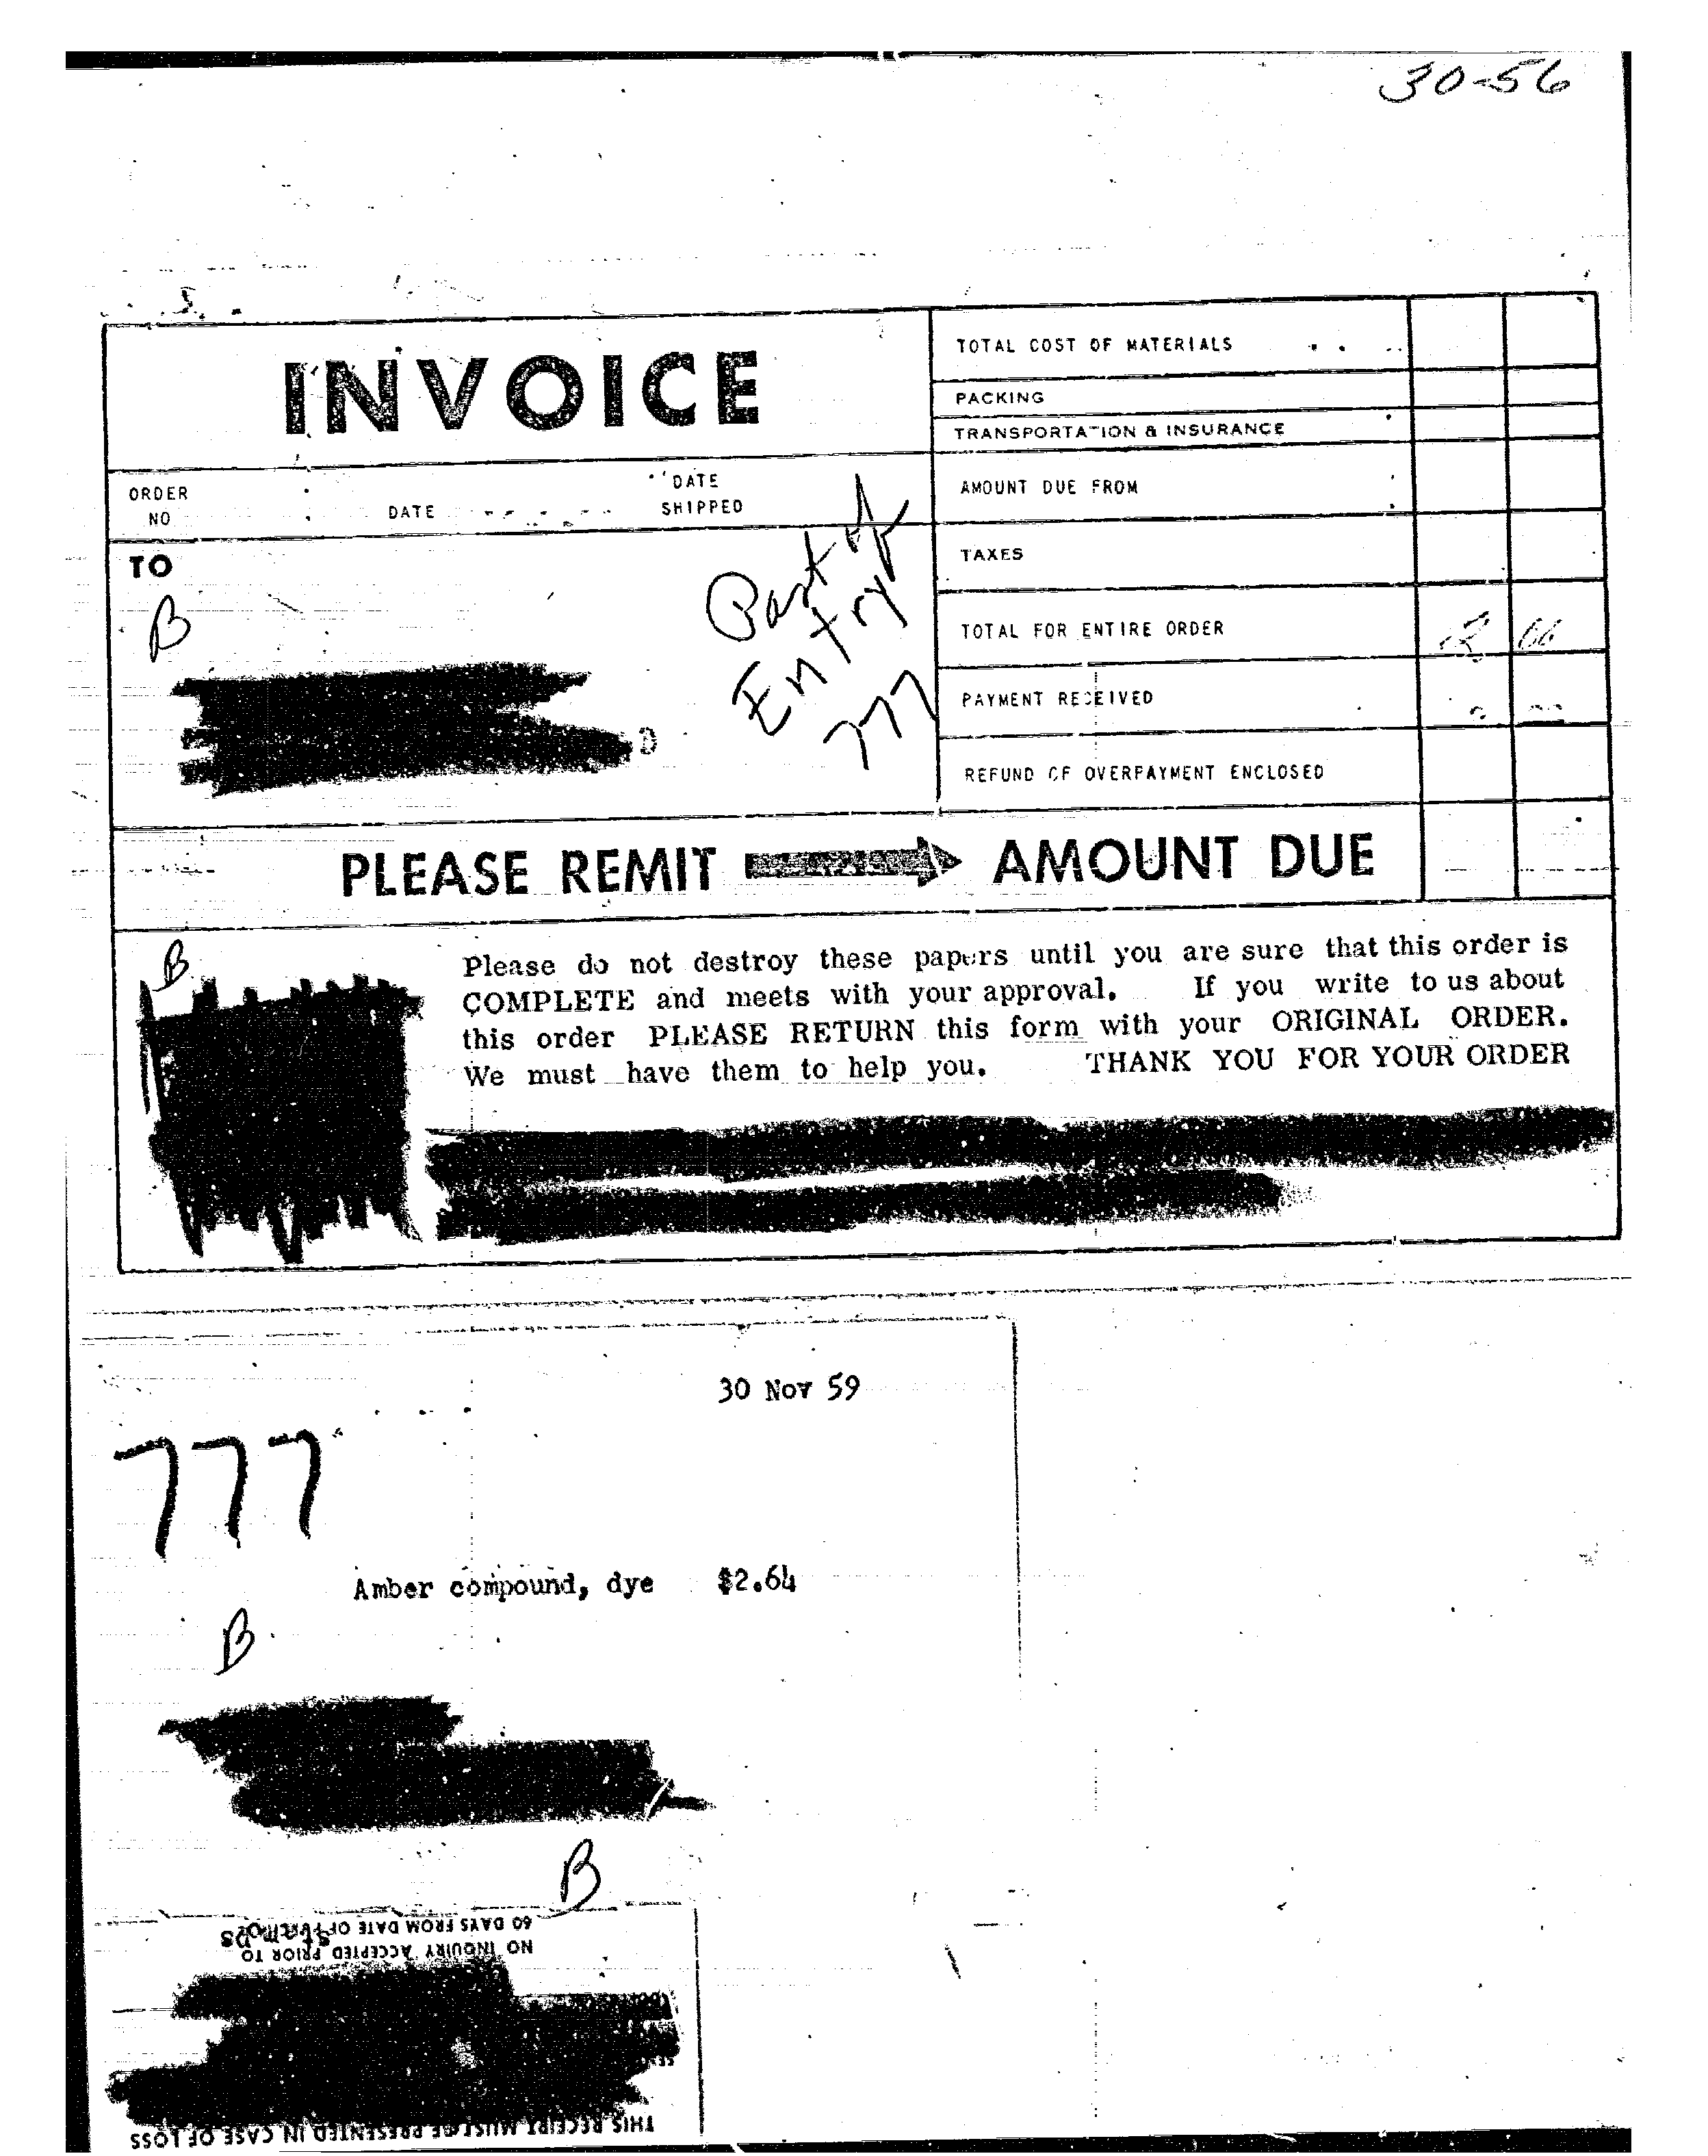 30-56
INVOICE
TOTAL COST OF MATERIALS
PACKING
TRANSPORTATION & INSURANCE
ORDER NO
DATE
DATE SHIPPED
AMOUNT DUE FROM
TO
TAXES
B
Part of
Entry
777
TOTAL FOR ENTIRE ORDER
PAYMENT RECEIVED
REFUND OF OVERPAYMENT ENCLOSED
PLEASE REMIT AMOUNT DUE
B
Please do not destroy these papers until you are sure that this order is
COMPLETE and meets with your approval. If you write to us about
this order PLEASE RETURN this form with your ORIGINAL ORDER.
We must have them to help you. THANK YOU FOR YOUR ORDER
30 Nov 59
777
Amber compound, dye $2.64
B
B
60 DAYS FROM DATE OF
NO INQUIRY ACCEPTED PRIOR TO
THIS RECEIPT MUST BE PRESENTED IN CASE OF LOSS